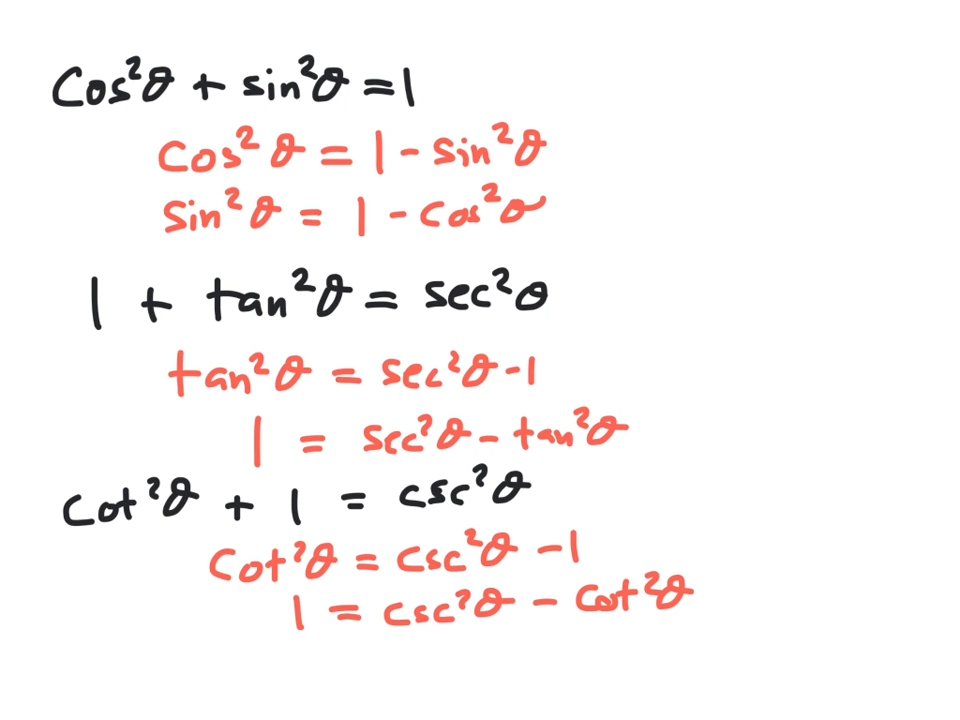 Cos²θ + sin²θ = 1
Cos²θ = 1 - sin²θ
Sin²θ = 1 - cos²θ
1 + tan²θ = sec²θ
tan²θ = sec²θ - 1
1 = sec²θ - tan²θ
Cot²θ + 1 = csc²θ
Cot²θ = csc²θ - 1
1 = csc²θ - cot²θ